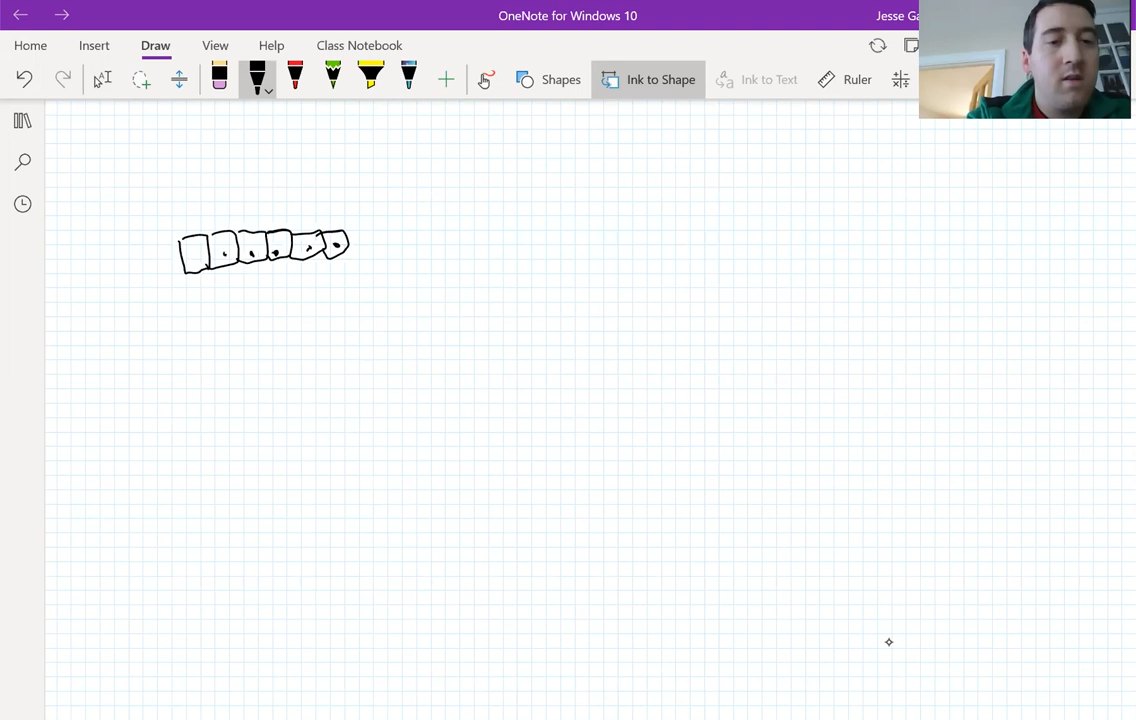 OneNote for Windows 10
Jesse Ga
Home Insert Draw View Help Class Notebook
Shapes Ink to Shape Ink to Text Ruler